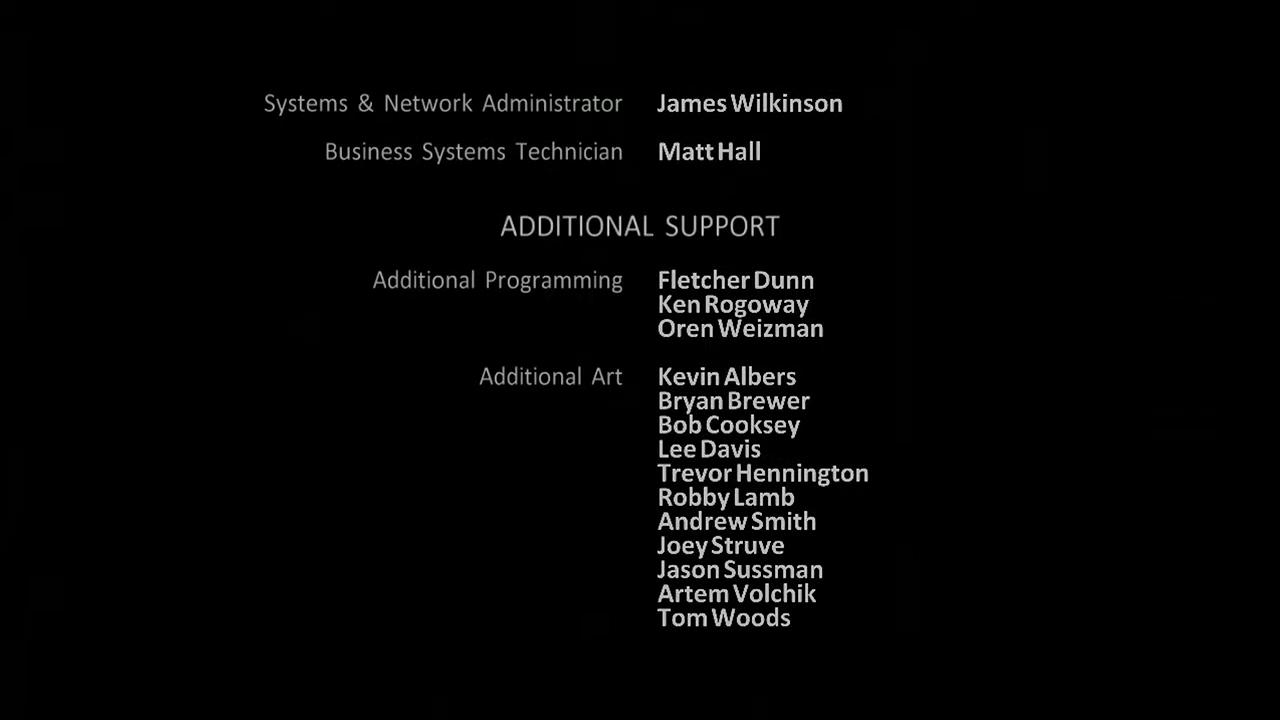 Systems & Network Administrator James Wilkinson
Business Systems Technician Matt Hall
ADDITIONAL SUPPORT
Additional Programming Fletcher Dunn
Ken Rogoway
Oren Weizman
Additional Art Kevin Albers
Bryan Brewer
Bob Cooksey
Lee Davis
Trevor Hennington
Robby Lamb
Andrew Smith
Joey Struve
Jason Sussman
Artem Volchik
Tom Woods